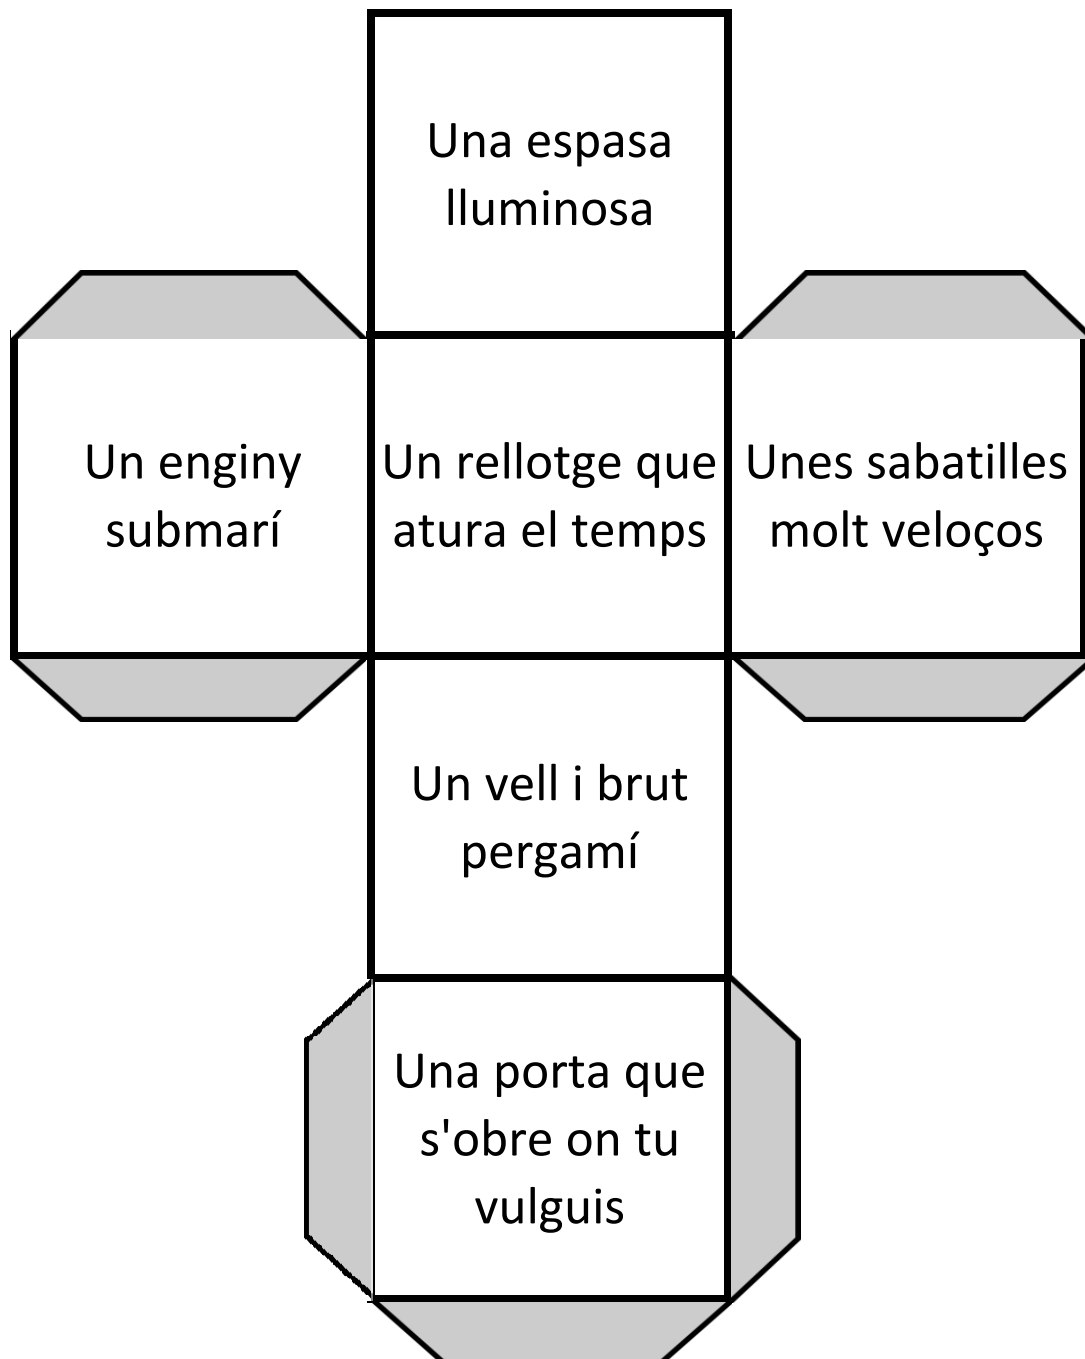 Una espasa
lluminosa
Un enginy
submarí
Un rellotge que
atura el temps
Unes sabatilles
molt veloços
Un vell i brut
pergamí
Una porta que
s'obre on tu
vulguis